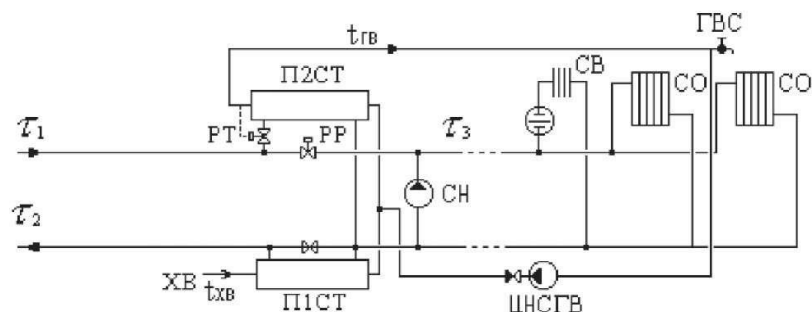 ГВС
tГВ
СВ
П2СТ
СО
СО
τ1
РТ
РР
τ3
СН
τ2
ХВ
tХВ
П1СТ
ЦНСГВ